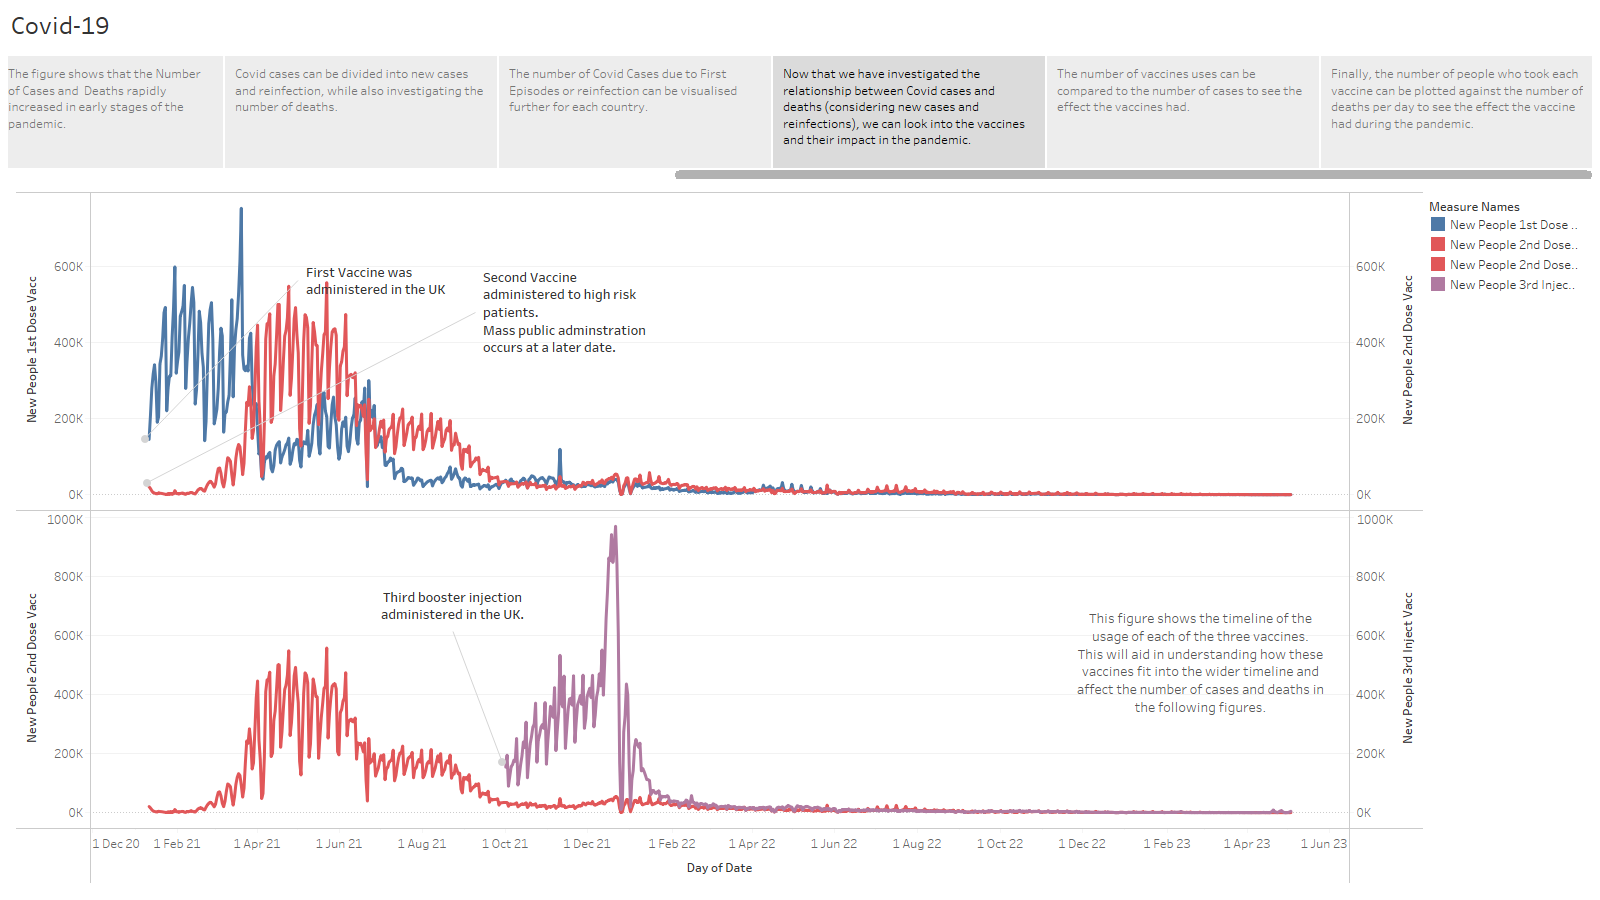 Covid-19
The figure shows that the Number
of Cases and Deaths rapidly
increased in early stages of the
pandemic.
Covid cases can be divided into new cases
and reinfection, while also investigating the
number of deaths.
The number of Covid Cases due to First
Episodes or reinfection can be visualised
further for each country.
Now that we have investigated the
relationship between Covid cases and
deaths (considering new cases and
reinfections), we can look into the vaccines
and their impact in the pandemic.
The number of vaccines uses can be
compared to the number of cases to see the
effect the vaccines had.
Finally, the number of people who took each
vaccine can be plotted against the number of
deaths per day to see the effect the vaccine
had during the pandemic.
New People 1st Dose Vacc
600K
400K
200K
0K
First Vaccine was
administered in the UK
Second Vaccine
administered to high risk
patients.
Mass public adminstration
occurs at a later date.
600K
400K
200K
0K
New People 2nd Dose Vacc
Measure Names
New People 1st Dose ..
New People 2nd Dose..
New People 2nd Dose..
New People 3rd Injec..
New People 2nd Dose Vacc
1000K
800K
600K
400K
200K
0K
Third booster injection
administered in the UK.
This figure shows the timeline of the
usage of each of the three vaccines.
This will aid in understanding how these
vaccines fit into the wider timeline and
affect the number of cases and deaths in
the following figures.
1000K
800K
600K
400K
200K
0K
New People 3rd Inject Vacc
1 Dec 20 1 Feb 21 1 Apr 21 1 Jun 21 1 Aug 21 1 Oct 21 1 Dec 21 1 Feb 22 1 Apr 22 1 Jun 22 1 Aug 22 1 Oct 22 1 Dec 22 1 Feb 23 1 Apr 23 1 Jun 23
Day of Date